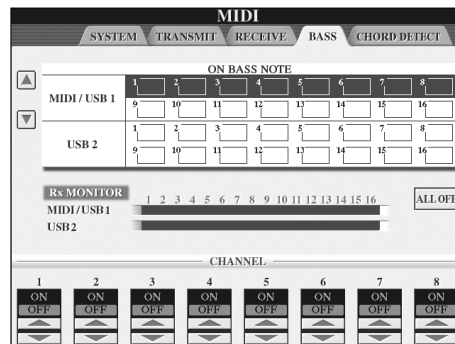 MIDI
SYSTEM TRANSMIT RECEIVE BASS CHORD DETECT
ON BASS NOTE
MIDI / USB 1
1 2 3 4 5 6 7 8
9 10 11 12 13 14 15 16
USB 2
1 2 3 4 5 6 7 8
9 10 11 12 13 14 15 16
Rx MONITOR
1 2 3 4 5 6 7 8 9 10 11 12 13 14 15 16
ALL OFF
MIDI/USB1
USB2
CHANNEL
1 2 3 4 5 6 7 8
ON ON ON ON ON ON ON ON
OFF OFF OFF OFF OFF OFF OFF OFF